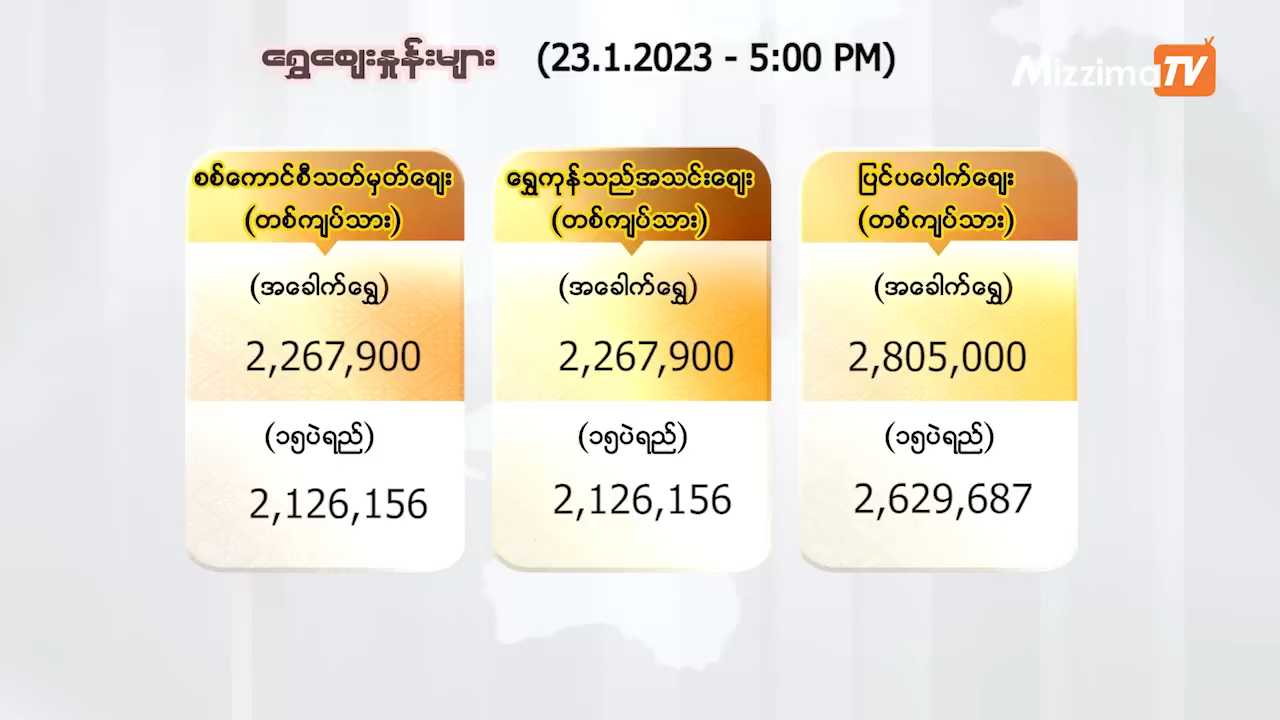 ရွှေဈေးနှုန်းများ (23.1.2023 - 5:00 PM)
Mizzima TV
စစ်ကောင်စီသတ်မှတ်ဈေး
(တစ်ကျပ်သား)
(အခေါက်ရွှေ)
2,267,900
(၁၅ပဲရည်)
2,126,156
ရွှေကုန်သည်အသင်းဈေး
(တစ်ကျပ်သား)
(အခေါက်ရွှေ)
2,267,900
(၁၅ပဲရည်)
2,126,156
ပြင်ပပေါက်ဈေး
(တစ်ကျပ်သား)
(အခေါက်ရွှေ)
2,805,000
(၁၅ပဲရည်)
2,629,687